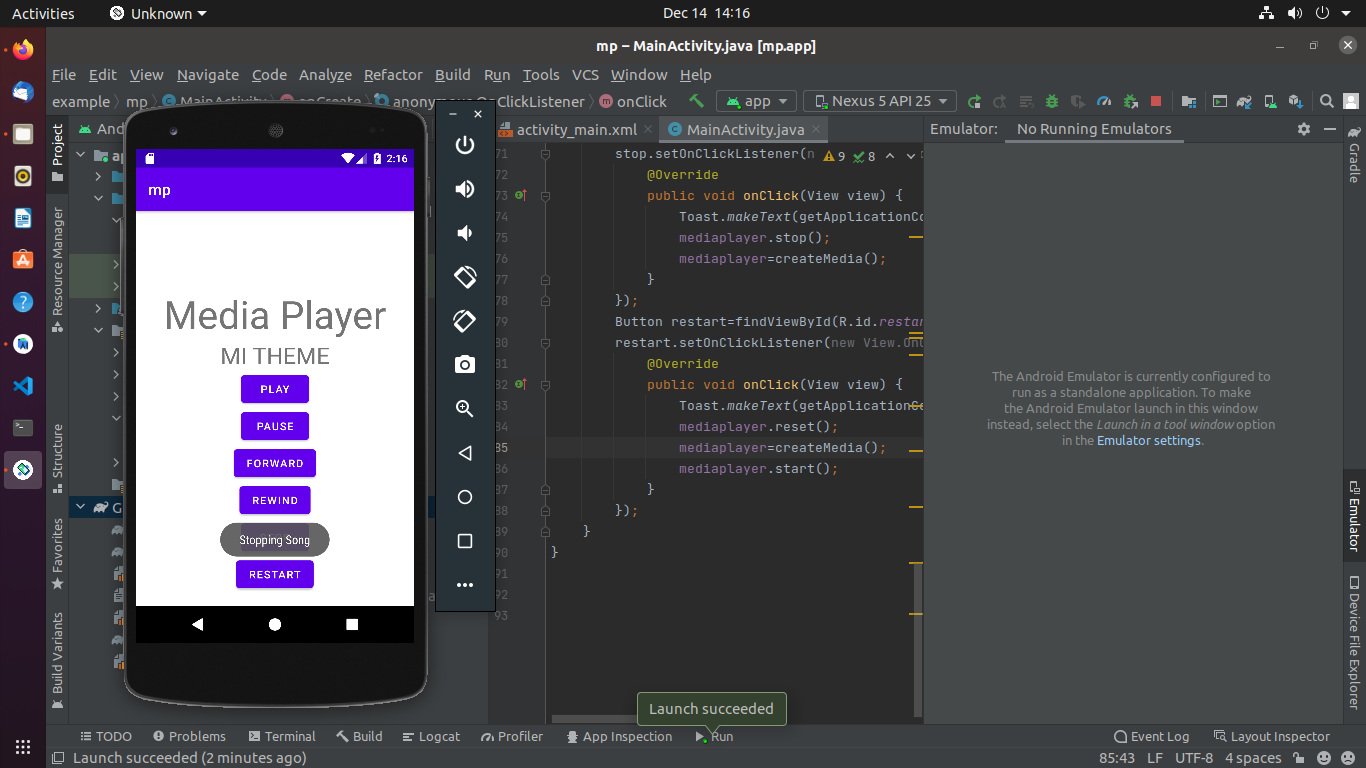 Activities
Unknown
Dec 14 14:16
mp – MainActivity.java [mp.app]
File Edit View Navigate Code Analyze Refactor Build Run Tools VCS Window Help
example mp MainActivity onCreate OnClickListener onClick
app
Nexus 5 API 25
Project
activity_main.xml
MainActivity.java
Emulator:
No Running Emulators
Gradle
Resource Manager
Structure
Favorites
Build Variants
2:16
mp
Media Player
MI THEME
PLAY
PAUSE
FORWARD
REWIND
Stopping Song
RESTART
71 stop.setOnClickListener(n
9 8
72 @Override
73 public void onClick(View view) {
74 Toast.makeText(getApplicationCo
75 mediaplayer.stop();
76 mediaplayer=createMedia();
77 }
78 });
79 Button restart=findViewById(R.id.restar
80 restart.setOnClickListener(new View.OnC
81 @Override
82 public void onClick(View view) {
83 Toast.makeText(getApplicationCo
84 mediaplayer.reset();
85 mediaplayer=createMedia();
86 mediaplayer.start();
87 }
88 });
89 }
90 }
91
92
93
The Android Emulator is currently configured to
run as a standalone application. To make
the Android Emulator launch in this window
instead, select the Launch in a tool window option
in the Emulator settings.
Emulator
Device File Explorer
Launch succeeded
TODO Problems Terminal Build Logcat Profiler App Inspection Run Event Log Layout Inspector
Launch succeeded (2 minutes ago)
85:43 LF UTF-8 4 spaces